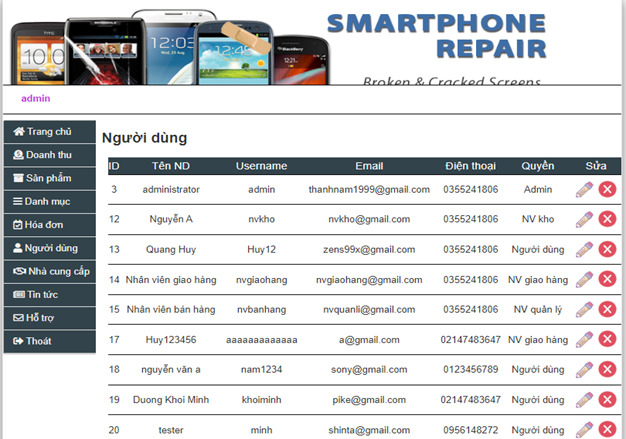 SMARTPHONE
REPAIR
Broken & Cracked Screens
admin
Trang chủ
Doanh thu
Sản phẩm
Danh mục
Hóa đơn
Người dùng
Nhà cung cấp
Tin tức
Hỗ trợ
Thoát
Người dùng
ID Tên ND Username Email Điện thoại Quyền Sửa
3 administrator admin thanhnam1999@gmail.com 0355241806 Admin
12 Nguyễn A nvkho nvkho@gmail.com 0355241806 NV kho
13 Quang Huy Huy12 zens99x@gmail.com 0355241806 Người dùng
14 Nhân viên giao hàng nvgiaohang nvgiaohang@gmail.com 0355241806 NV giao hàng
15 Nhân viên bán hàng nvbanhang nvquanli@gmail.com 0355241806 NV quản lý
17 Huy123456 aaaaaaaaaaaaa a@gmail.com 02147483647 NV giao hàng
18 nguyễn văn a nam1234 sony@gmail.com 0123456789 Người dùng
19 Duong Khoi Minh khoiminh pike@gmail.com 02147483647 Người dùng
20 tester minh shinta@gmail.com 0956148272 Người dùng